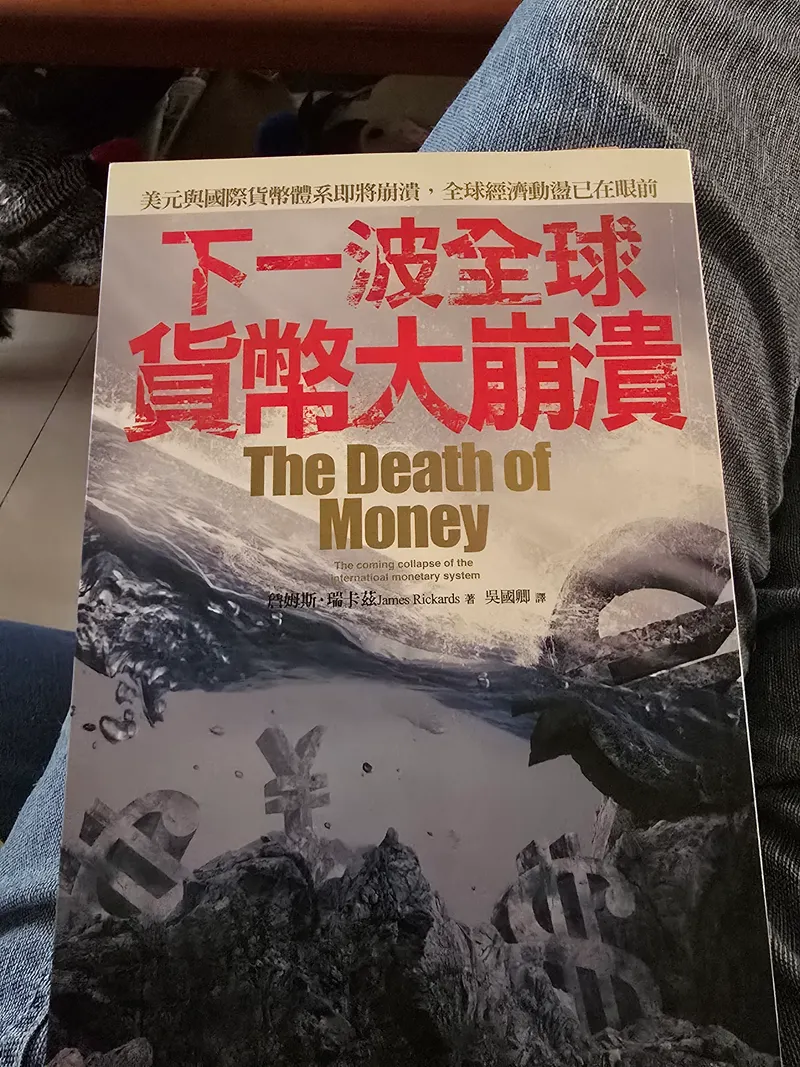 美元與國際貨幣體系即將崩潰，全球經濟動盪已在眼前
下一波全球
貨幣大崩潰
The Death of
Money
The coming collapse of the
internatioal monetary system
詹姆斯·瑞卡茲James Rickards 著 吳國卿 譯
¥
$